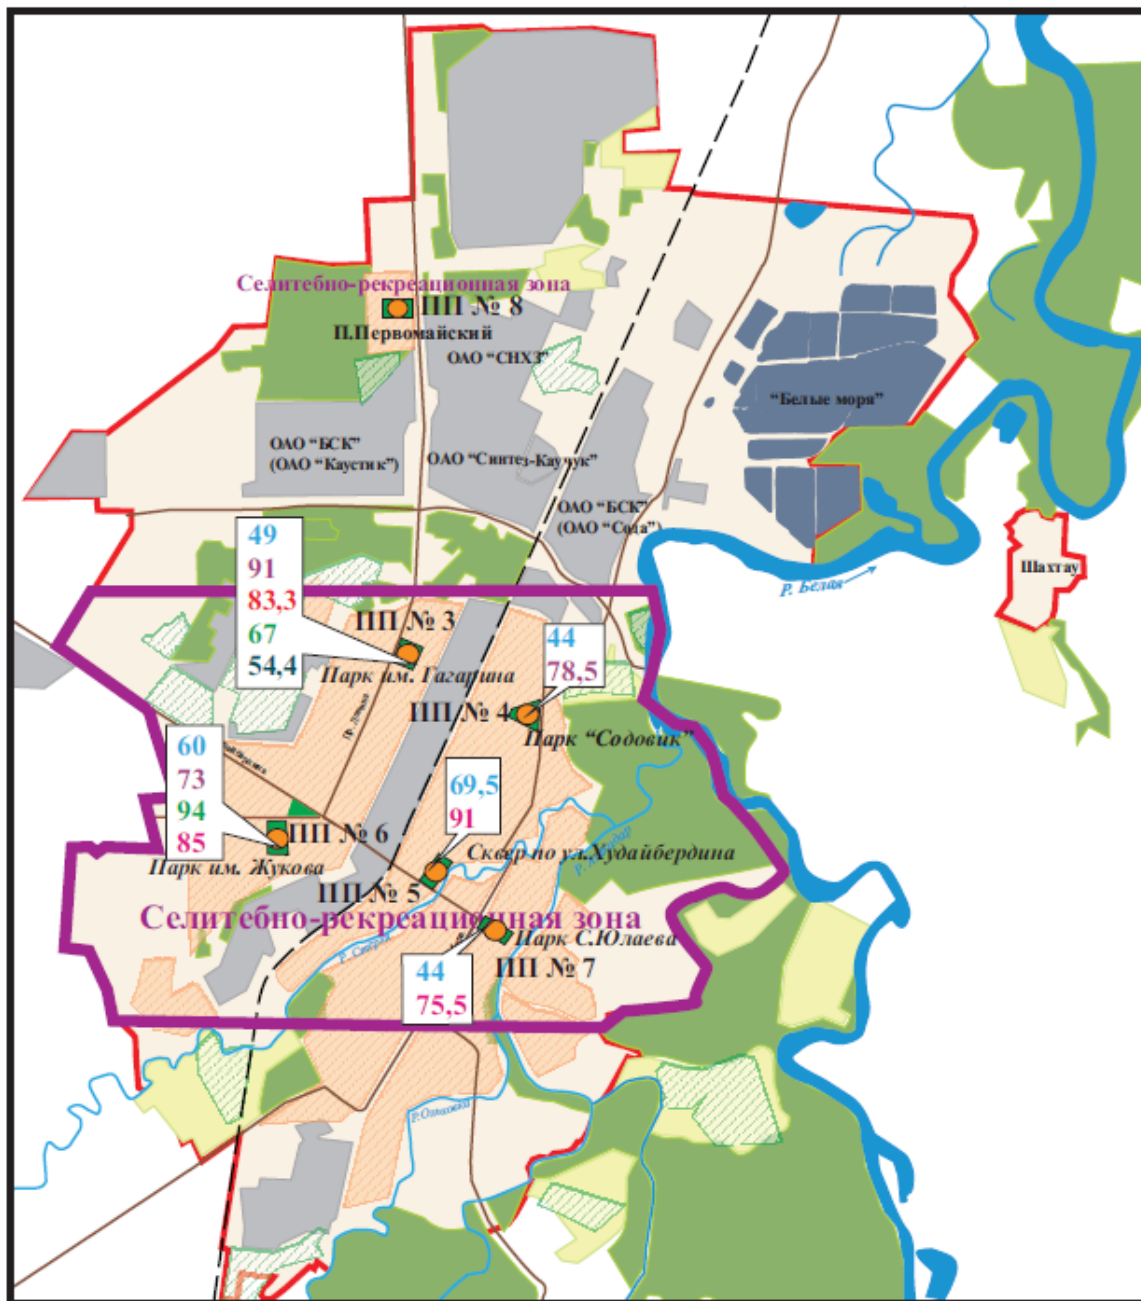 Селитебно-рекреационная зона
ПП № 8
П.Первомайский
ОАО “СНХЗ”
“Белые моря”
ОАО “БСК”
(ОАО “Каустик”)
ОАО “Синтез-Каучук”
ОАО “БСК”
(ОАО “Сода”)
Шахтау
Р. Белая
49
91
83,3
67
54,4
ПП № 3
Парк им. Гагарина
44
78,5
ПП № 4
Парк “Содовик”
60
73
94
85
69,5
91
ПП № 6
Парк им. Жукова
Сквер по ул.Худайбердина
ПП № 5
Селитебно-рекреационная зона
Парк С.Юлаева
Р. Стерля
ПП № 7
44
75,5